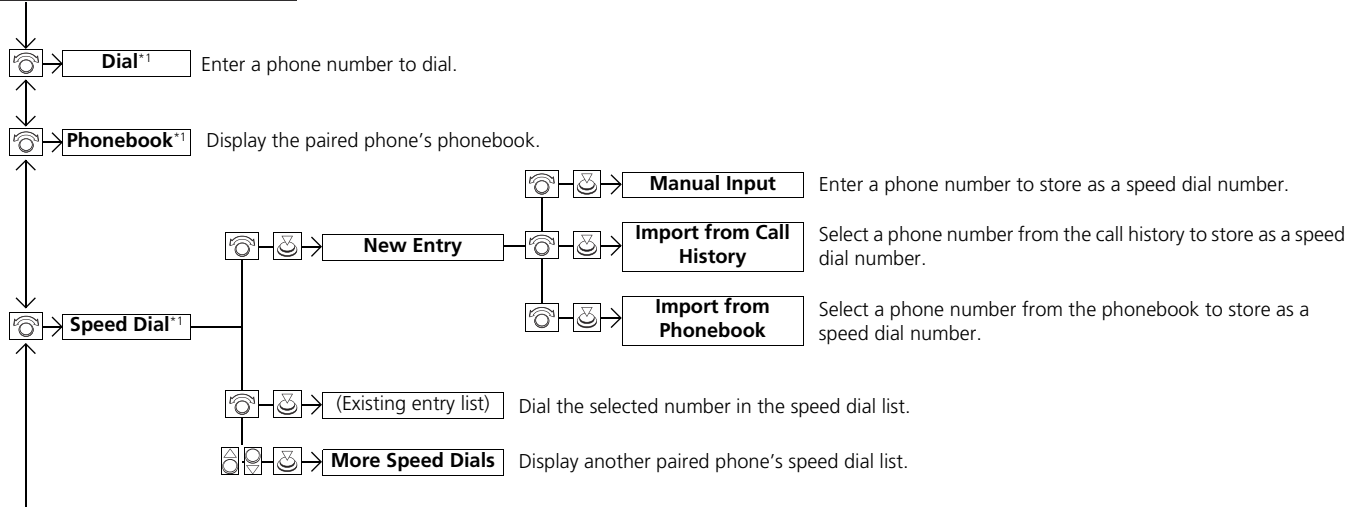 Dial*1 Enter a phone number to dial.
Phonebook*1 Display the paired phone's phonebook.
Manual Input Enter a phone number to store as a speed dial number.
New Entry
Import from Call
History
Select a phone number from the call history to store as a speed
dial number.
Import from
Phonebook
Select a phone number from the phonebook to store as a
speed dial number.
Speed Dial*1
(Existing entry list) Dial the selected number in the speed dial list.
More Speed Dials Display another paired phone's speed dial list.